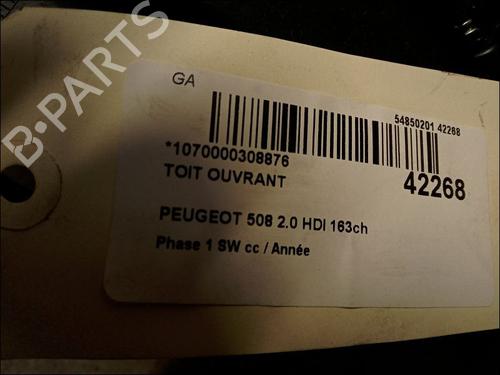 B-PARTS
GA
54850201 42268
*1070000308876
42268
TOIT OUVRANT
PEUGEOT 508 2.0 HDI 163ch
Phase 1 SW cc / Année